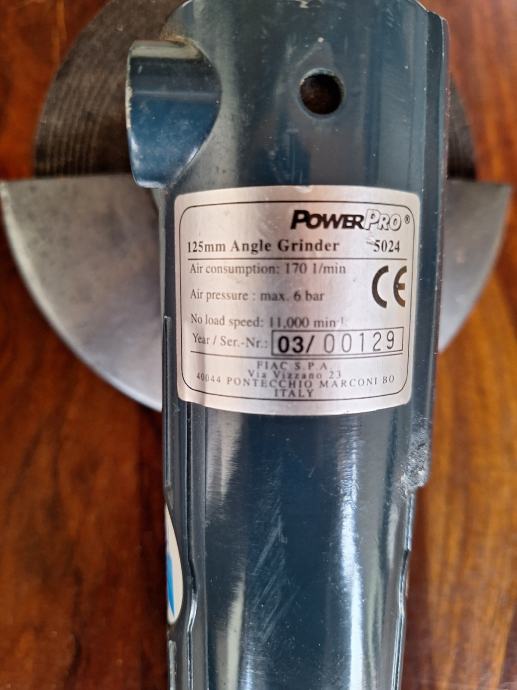 POWERPRO®
125mm Angle Grinder 5024
Air consumption: 170 l/min
CE
Air pressure : max. 6 bar
No load speed: 11,000 min⁻¹
Year / Ser.-Nr.: 03/ 00129
FIAC S.P.A.
Via Vizzano 23
40044 PONTECCHIO MARCONI BO
ITALY